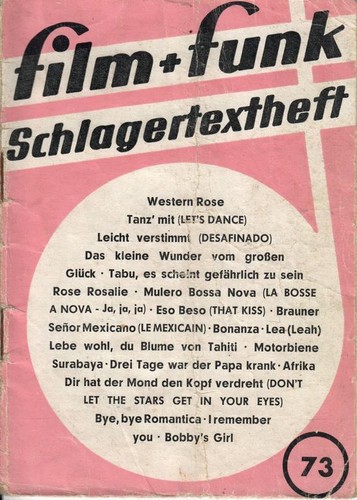 film + funk
Schlagertextheft
Western Rose
Tanz' mit (LET'S DANCE)
Leicht verstimmt (DESAFINADO)
Das kleine Wunder vom großen
Glück · Tabu, es scheint gefährlich zu sein
Rose Rosalie · Mulero Bossa Nova (LA BOSSE
A NOVA - Ja, ja, ja) · Eso Beso (THAT KISS) · Brauner
Señor Mexicano (LE MEXICAIN) · Bonanza · Lea (Leah)
Lebe wohl, du Blume von Tahiti · Motorbiene
Surabaya · Drei Tage war der Papa krank · Afrika
Dir hat der Mond den Kopf verdreht (DON'T
LET THE STARS GET IN YOUR EYES)
Bye, bye Romantica · I remember
you · Bobby's Girl
73